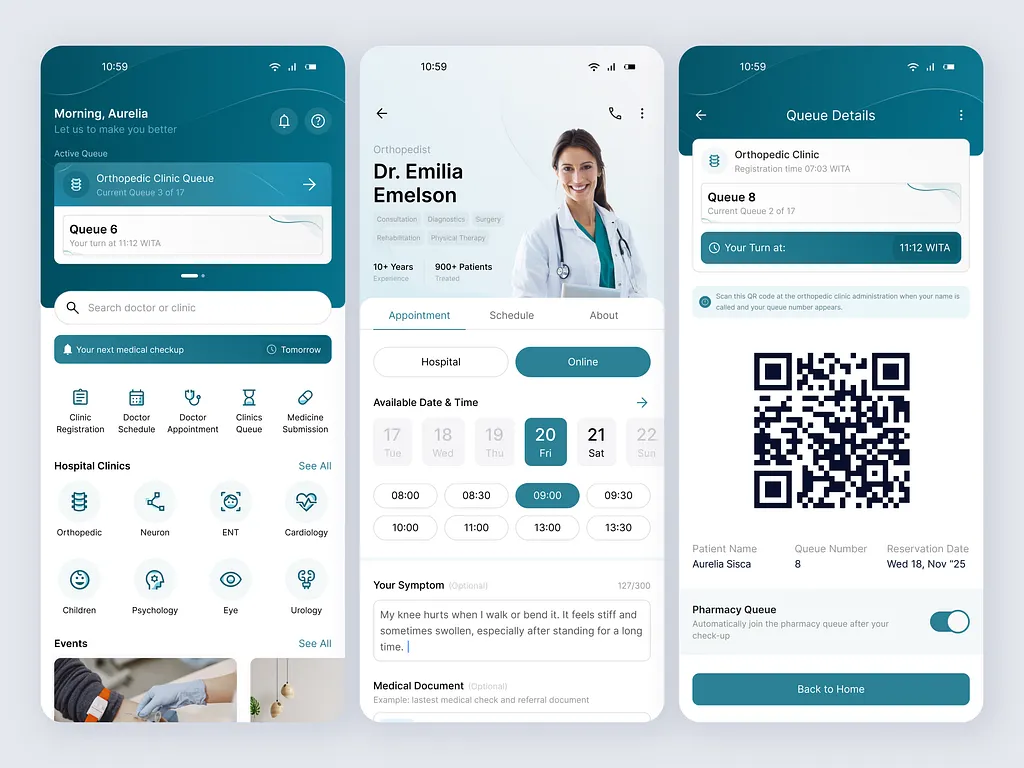 10:59
Morning, Aurelia
Let us to make you better
Active Queue
Orthopedic Clinic Queue
Current Queue 3 of 17
Queue 6
Your turn at 11:12 WITA
Search doctor or clinic
Your next medical checkup
Tomorrow
Clinic Registration
Doctor Schedule
Doctor Appointment
Clinics Queue
Medicine Submission
Hospital Clinics
See All
Orthopedic
Neuron
ENT
Cardiology
Children
Psychology
Eye
Urology
Events
See All
10:59
Orthopedist
Dr. Emilia
Emelson
Consultation
Diagnostics
Surgery
Rehabilitation
Physical Therapy
10+ Years
Experience
900+ Patients
Treated
Appointment
Schedule
About
Hospital
Online
Available Date & Time
17
Tue
18
Wed
19
Thu
20
Fri
21
Sat
22
Sun
08:00
08:30
09:00
09:30
10:00
11:00
13:00
13:30
Your Symptom (Optional)
127/300
My knee hurts when I walk or bend it. It feels stiff and
sometimes swollen, especially after standing for a long
time.
Medical Document (Optional)
Example: lastest medical check and referral document
10:59
Queue Details
Orthopedic Clinic
Registration time 07:03 WITA
Queue 8
Current Queue 2 of 17
Your Turn at:
11:12 WITA
Scan this QR code at the orthopedic clinic administration when your name is
called and your queue number appears.
Patient Name
Aurelia Sisca
Queue Number
8
Reservation Date
Wed 18, Nov "25
Pharmacy Queue
Automatically join the pharmacy queue after your
check-up
Back to Home